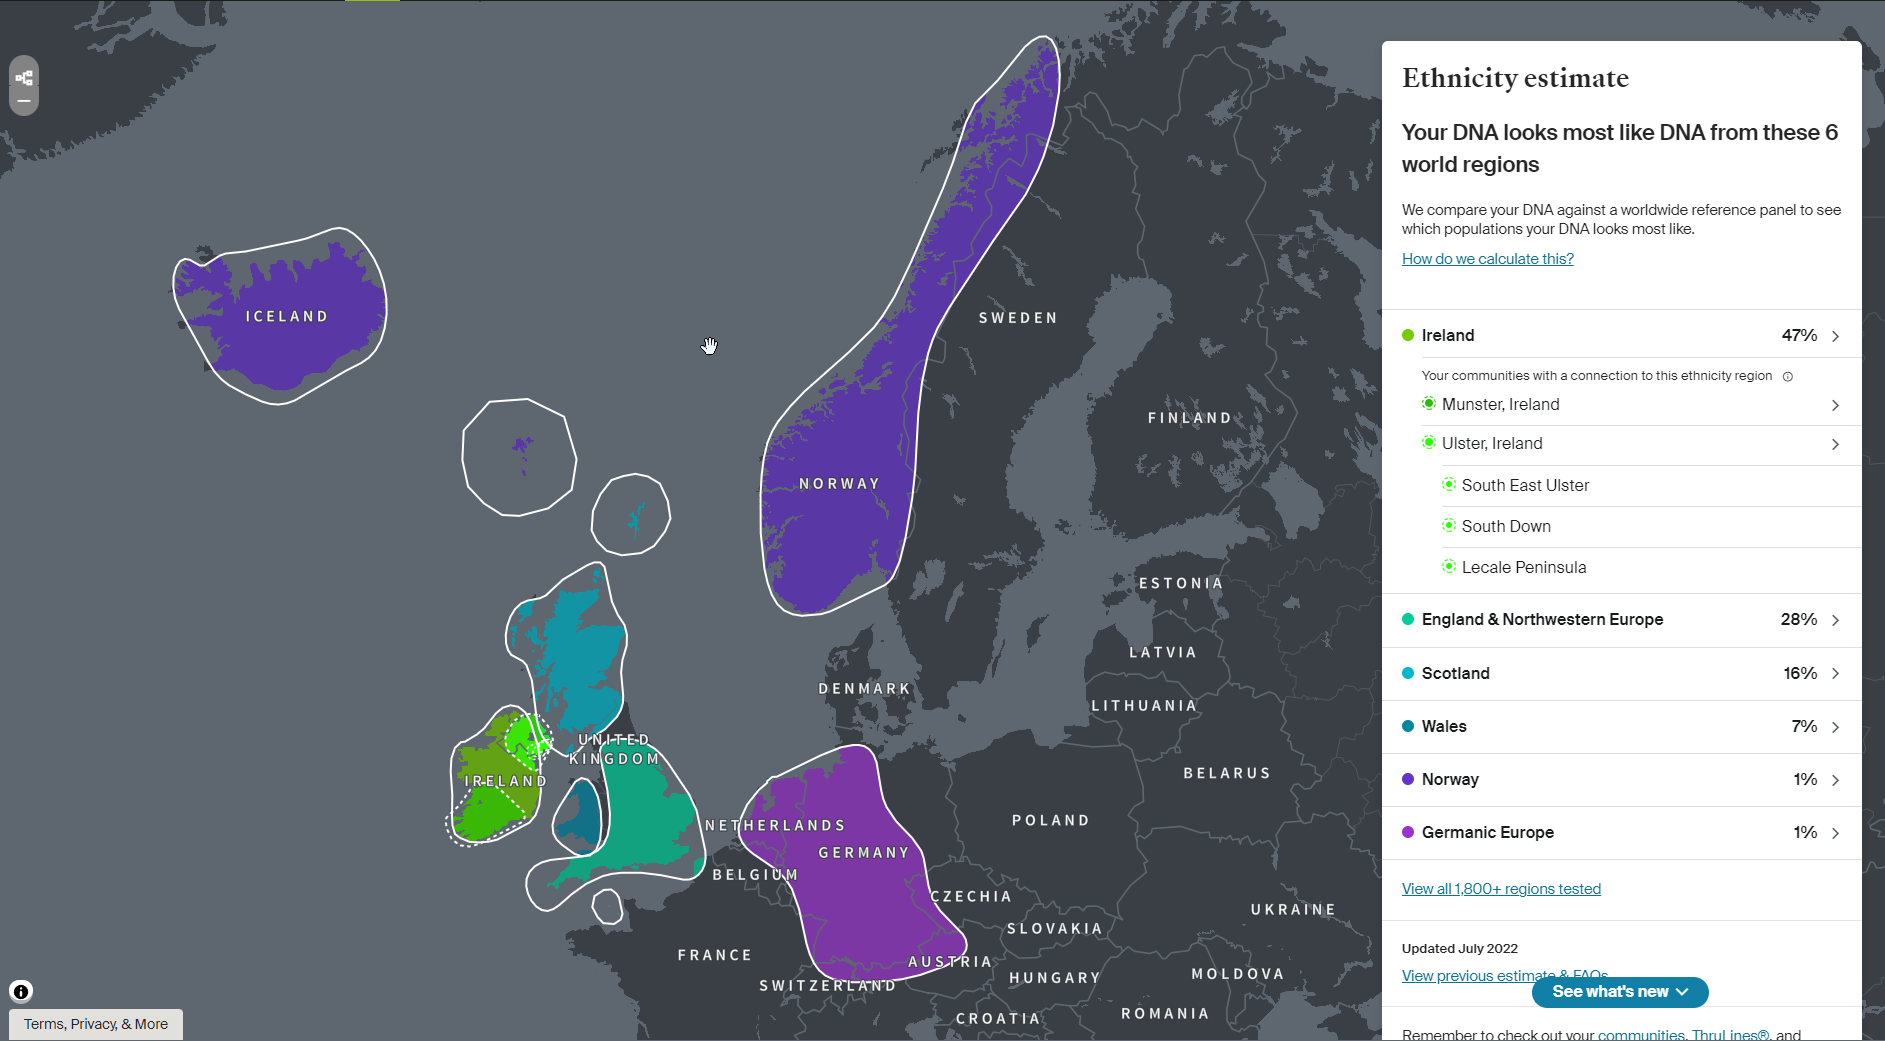 ICELAND
SWEDEN
FINLAND
NORWAY
ESTONIA
LATVIA
DENMARK
LITHUANIA
UNITED
KINGDOM
IRELAND
BELARUS
NETHERLANDS
POLAND
GERMANY
BELGIUM
CZECHIA
UKRAINE
SLOVAKIA
FRANCE
AUSTRIA
HUNGARY
MOLDOVA
SWITZERLAND
CROATIA
ROMANIA
Terms, Privacy, & More
Ethnicity estimate
Your DNA looks most like DNA from these 6
world regions
We compare your DNA against a worldwide reference panel to see
which populations your DNA looks most like.
How do we calculate this?
Ireland 47%
Your communities with a connection to this ethnicity region
Munster, Ireland
Ulster, Ireland
South East Ulster
South Down
Lecale Peninsula
England & Northwestern Europe 28%
Scotland 16%
Wales 7%
Norway 1%
Germanic Europe 1%
View all 1,800+ regions tested
Updated July 2022
View previous estimate & FAQs
See what's new
Remember to check out your communities, ThruLines®, and